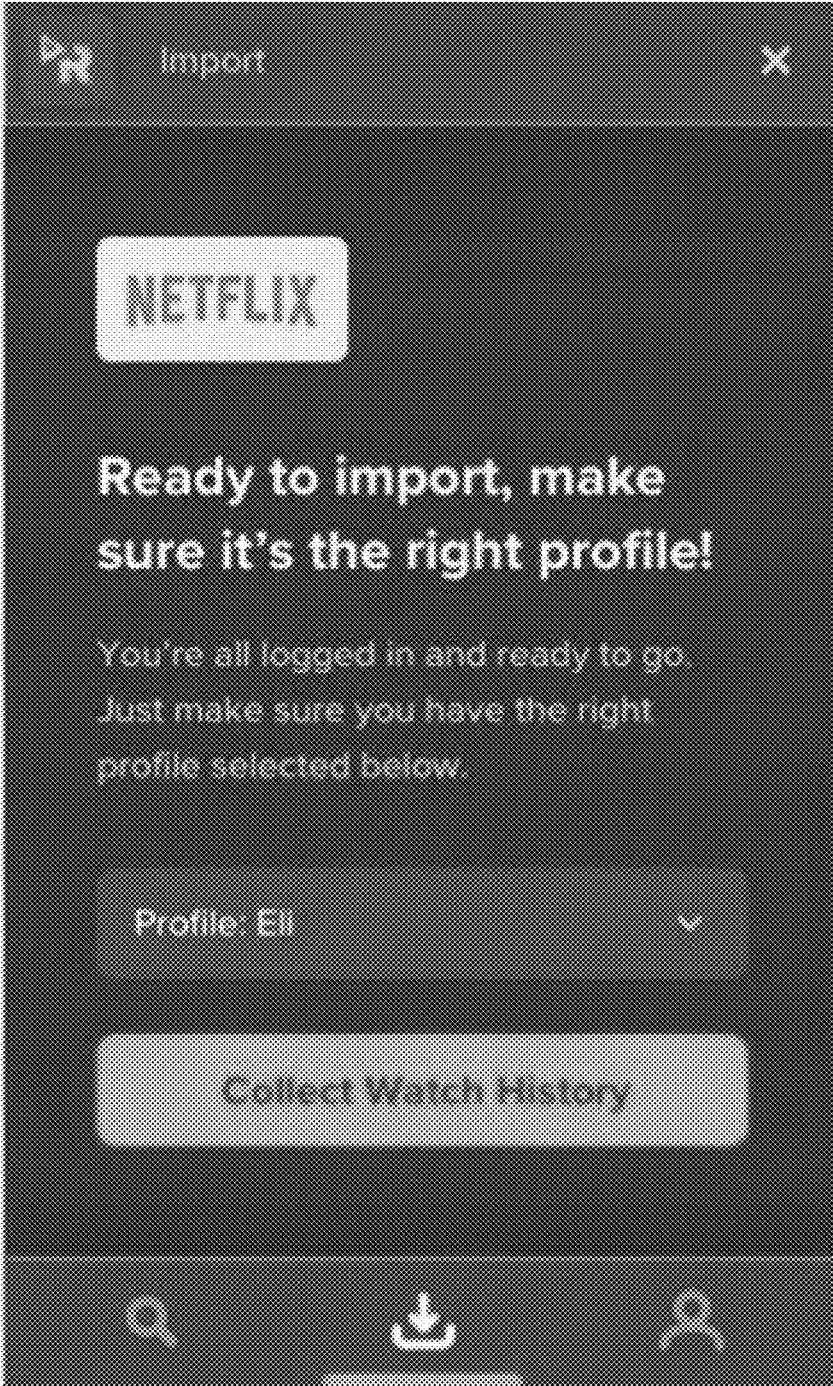 Import
NETFLIX
Ready to import, make
sure it's the right profile!
You're all logged in and ready to go.
Just make sure you have the right
profile selected below.
Profile: Eli
Collect Watch History